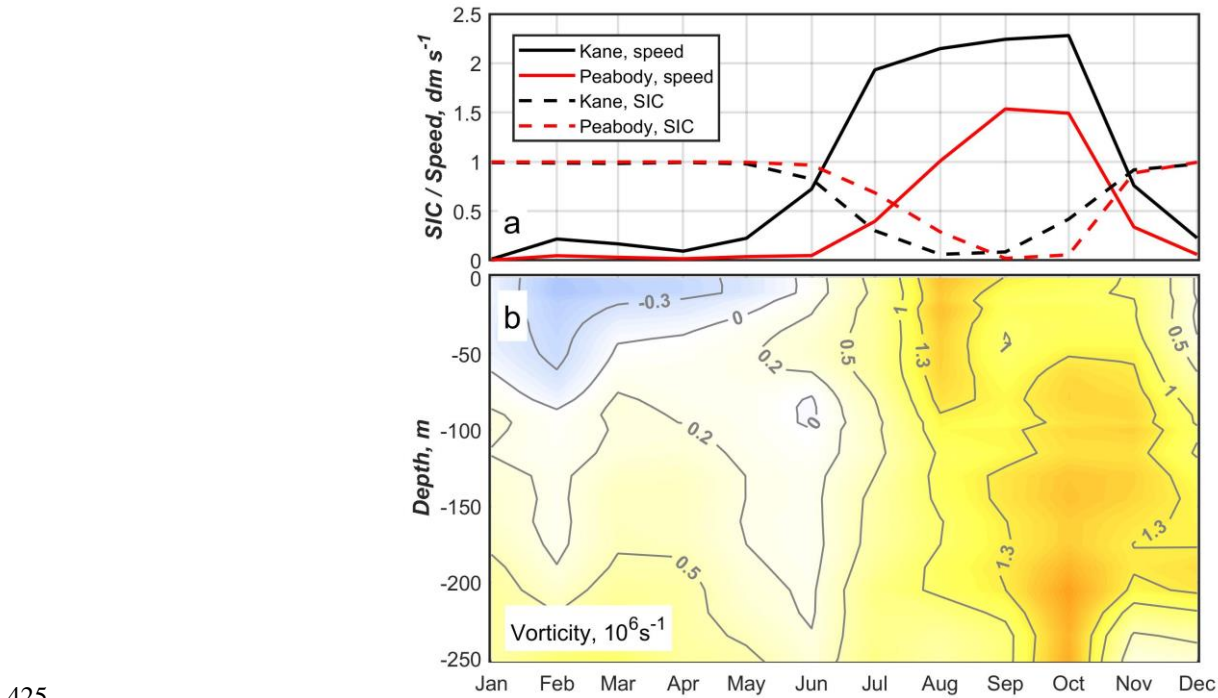 2.5
2
1.5
1
0.5
0
SIC / Speed, dm s-1
Kane, speed
Peabody, speed
Kane, SIC
Peabody, SIC
a
0
-50
-100
-150
-200
-250
Depth, m
b
-0.3
0
0.2
0.5
1
1.3
1
0.5
1
0
0.2
0.5
1.3
1.3
Vorticity, 10^6s^-1
Jan Feb Mar Apr May Jun Jul Aug Sep Oct Nov Dec
425